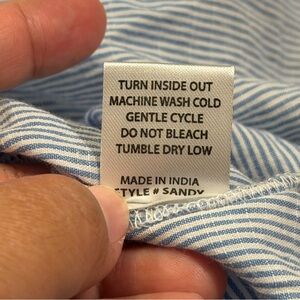 TURN INSIDE OUT
MACHINE WASH COLD
GENTLE CYCLE
DO NOT BLEACH
TUMBLE DRY LOW
MADE IN INDIA
STYLE # SANDY